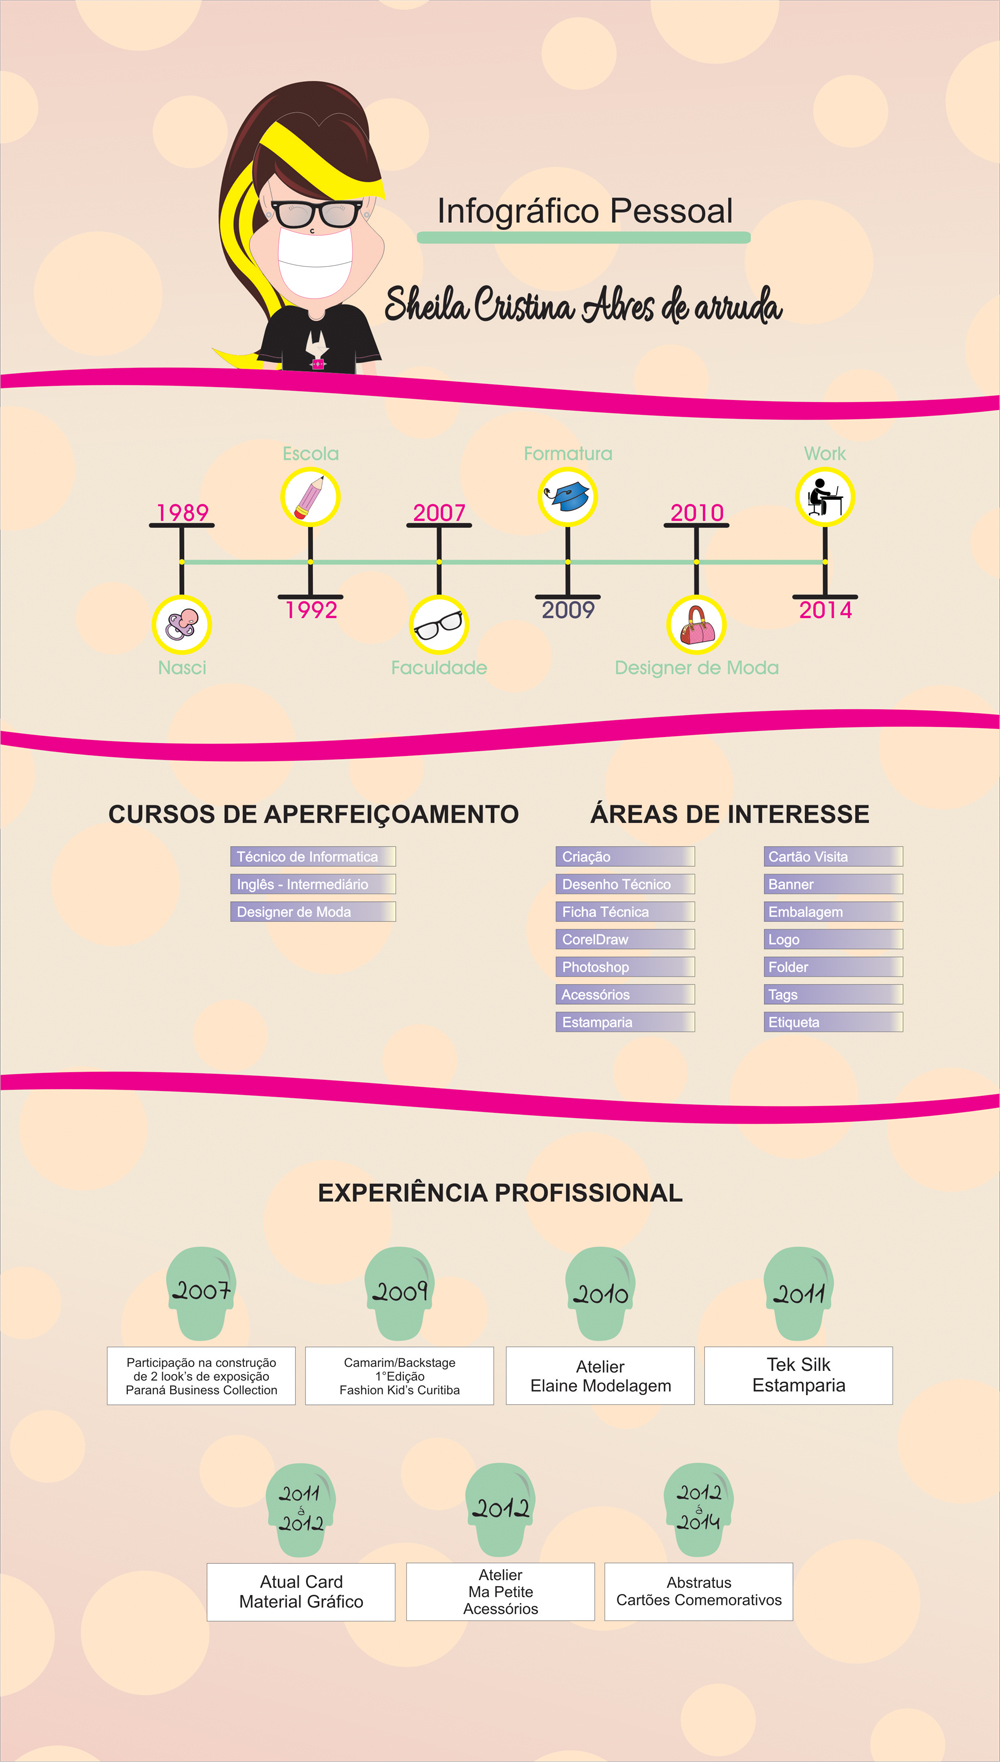 Infográfico Pessoal
Sheila Cristina Alves de arruda
Escola
Formatura
Work
1989
2007
2010
1992
2009
2014
Nasci
Faculdade
Designer de Moda
CURSOS DE APERFEIÇOAMENTO
Técnico de Informatica
Inglês - Intermediário
Designer de Moda
ÁREAS DE INTERESSE
Criação
Desenho Técnico
Ficha Técnica
CorelDraw
Photoshop
Acessórios
Estamparia
Cartão Visita
Banner
Embalagem
Logo
Folder
Tags
Etiqueta
EXPERIÊNCIA PROFISSIONAL
2007
Participação na construção
de 2 look's de exposição
Paraná Business Collection
2009
Camarim/Backstage
1°Edição
Fashion Kid's Curitiba
2010
Atelier
Elaine Modelagem
2011
Tek Silk
Estamparia
2011
à
2012
Atual Card
Material Gráfico
2012
Atelier
Ma Petite
Acessórios
2012
à
2014
Abstratus
Cartões Comemorativos